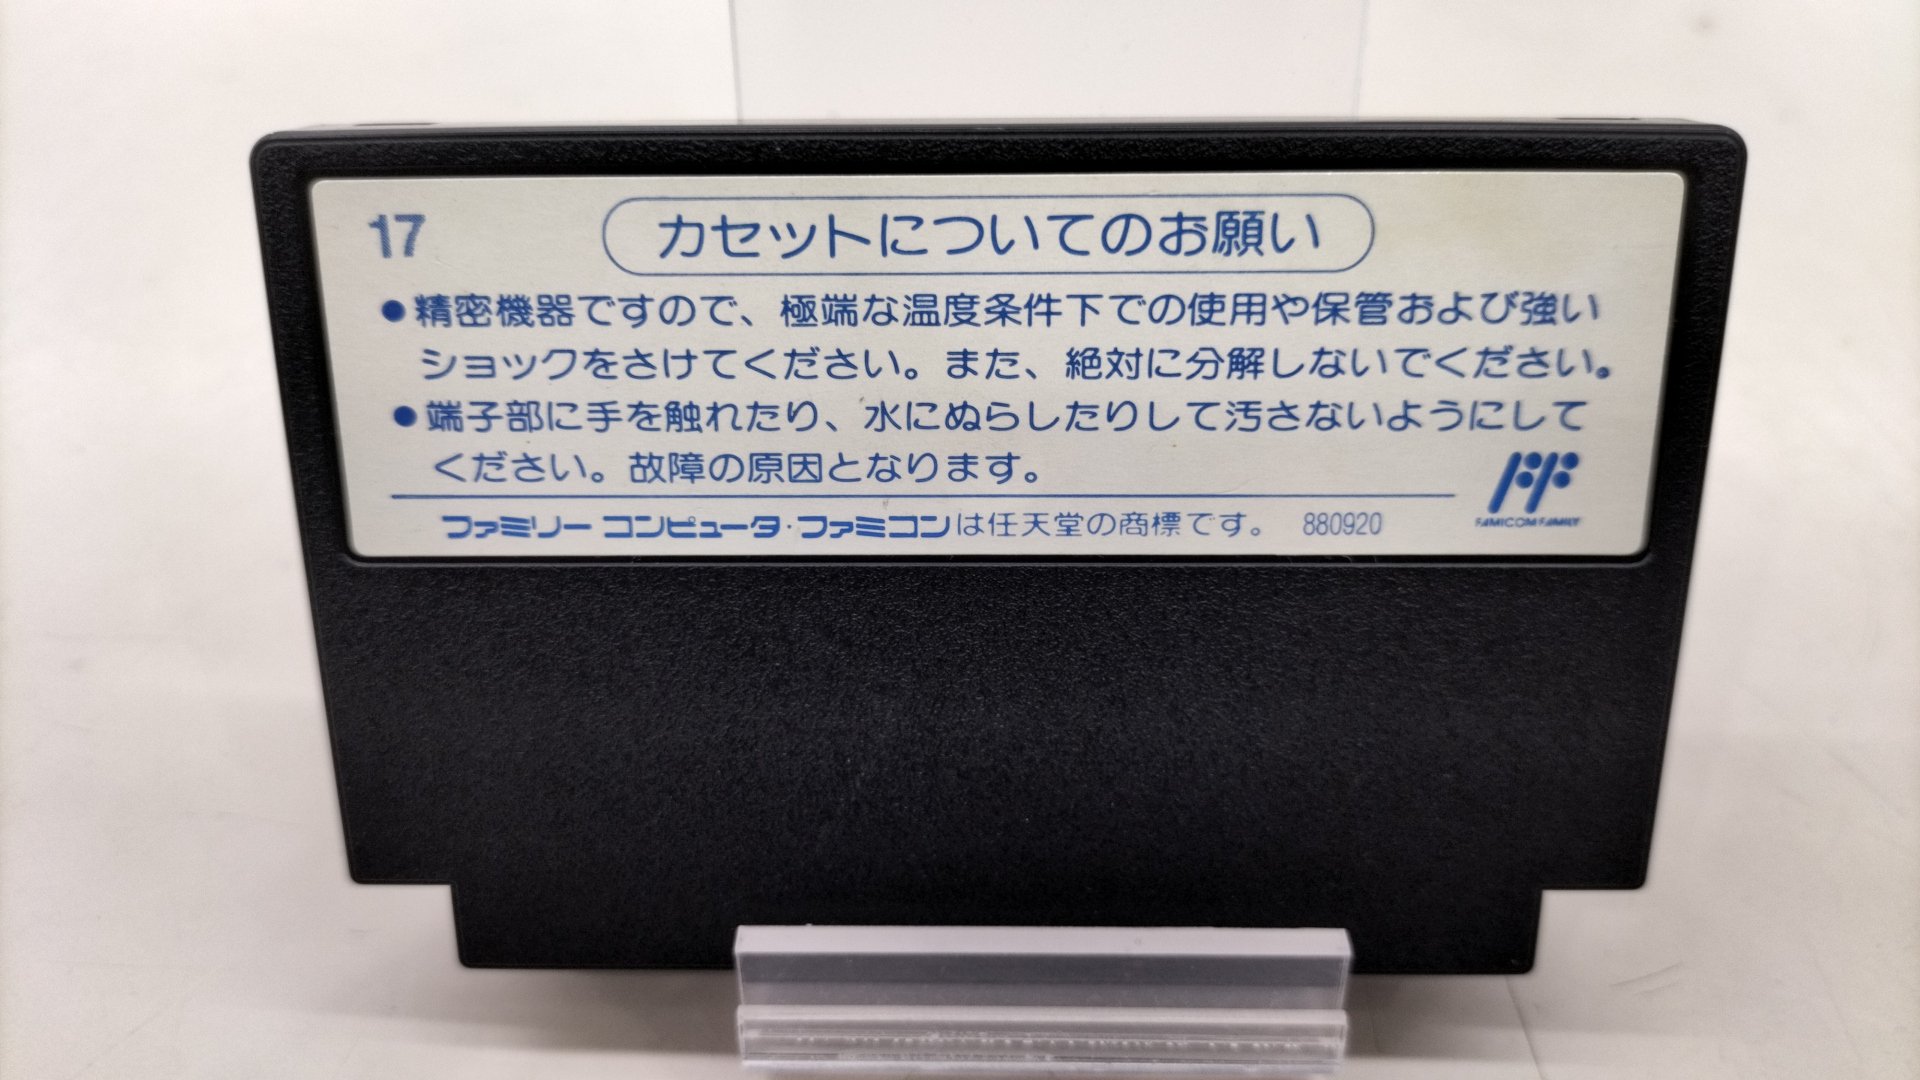 17
カセットについてのお願い
●精密機器ですので、極端な温度条件下での使用や保管および強い
ショックをさけてください。また、絶対に分解しないでください。
●端子部に手を触れたり、水にぬらしたりして汚さないようにして
ください。故障の原因となります。
FAMICOM FAMILY
ファミリー コンピュータ・ファミコンは任天堂の商標です。 880920